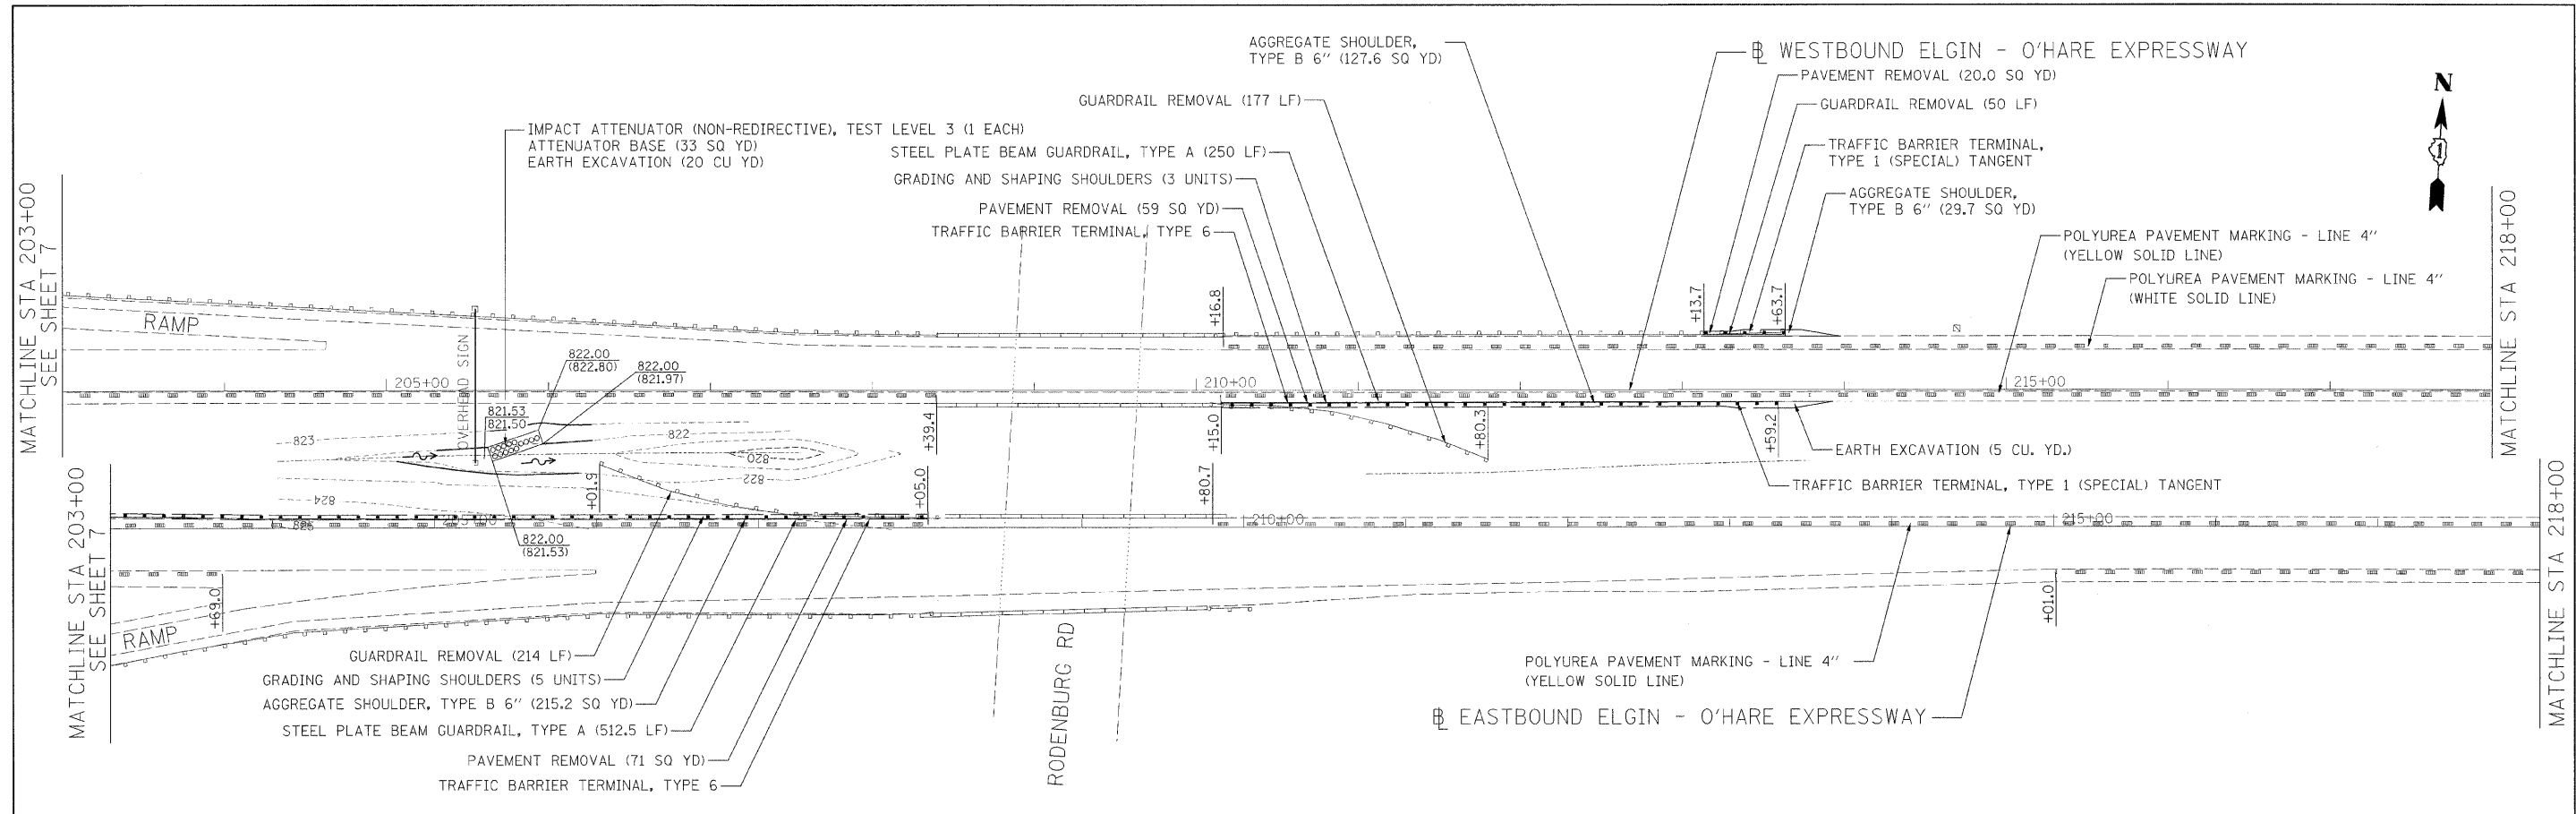 AGGREGATE SHOULDER,
TYPE B 6" (127.6 SQ YD)
℄ WESTBOUND ELGIN - O'HARE EXPRESSWAY
PAVEMENT REMOVAL (20.0 SQ YD)
GUARDRAIL REMOVAL (177 LF)
GUARDRAIL REMOVAL (50 LF)
N
1
IMPACT ATTENUATOR (NON-REDIRECTIVE), TEST LEVEL 3 (1 EACH)
ATTENUATOR BASE (33 SQ YD)
EARTH EXCAVATION (20 CU YD)
STEEL PLATE BEAM GUARDRAIL, TYPE A (250 LF)
TRAFFIC BARRIER TERMINAL,
TYPE 1 (SPECIAL) TANGENT
GRADING AND SHAPING SHOULDERS (3 UNITS)
AGGREGATE SHOULDER,
TYPE B 6" (29.7 SQ YD)
PAVEMENT REMOVAL (59 SQ YD)
TRAFFIC BARRIER TERMINAL, TYPE 6
POLYUREA PAVEMENT MARKING - LINE 4"
(YELLOW SOLID LINE)
POLYUREA PAVEMENT MARKING - LINE 4"
(WHITE SOLID LINE)
MATCHLINE STA 203+00
SEE SHEET 7
MATCHLINE STA 218+00
RAMP
OVERHEAD SIGN
+16.8
+13.7
+63.7
822.00
(822.80)
822.00
(821.97)
205+00
210+00
215+00
821.53
821.50
823
822
820
822
824
826
+39.4
+15.0
+80.3
+59.2
EARTH EXCAVATION (5 CU. YD.)
TRAFFIC BARRIER TERMINAL, TYPE 1 (SPECIAL) TANGENT
MATCHLINE STA 203+00
SEE SHEET 7
MATCHLINE STA 218+00
+01.9
+05.0
+80.7
205+00
210+00
215+00
822.00
(821.53)
+69.0
+01.0
RAMP
RODENBURG RD
GUARDRAIL REMOVAL (214 LF)
GRADING AND SHAPING SHOULDERS (5 UNITS)
AGGREGATE SHOULDER, TYPE B 6" (215.2 SQ YD)
STEEL PLATE BEAM GUARDRAIL, TYPE A (512.5 LF)
PAVEMENT REMOVAL (71 SQ YD)
TRAFFIC BARRIER TERMINAL, TYPE 6
POLYUREA PAVEMENT MARKING - LINE 4"
(YELLOW SOLID LINE)
℄ EASTBOUND ELGIN - O'HARE EXPRESSWAY